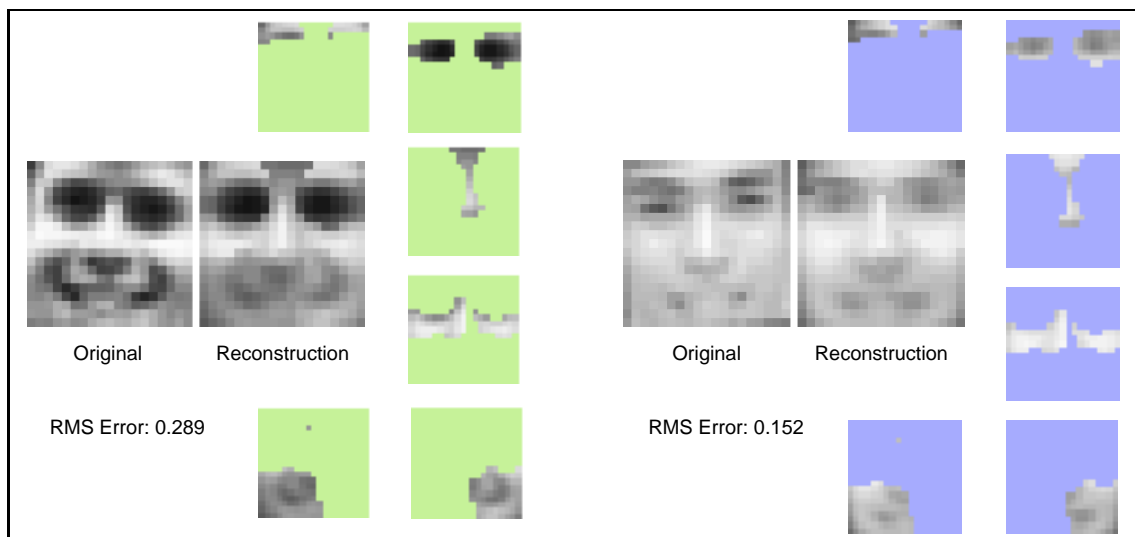 Original Reconstruction
RMS Error: 0.289
Original Reconstruction
RMS Error: 0.152